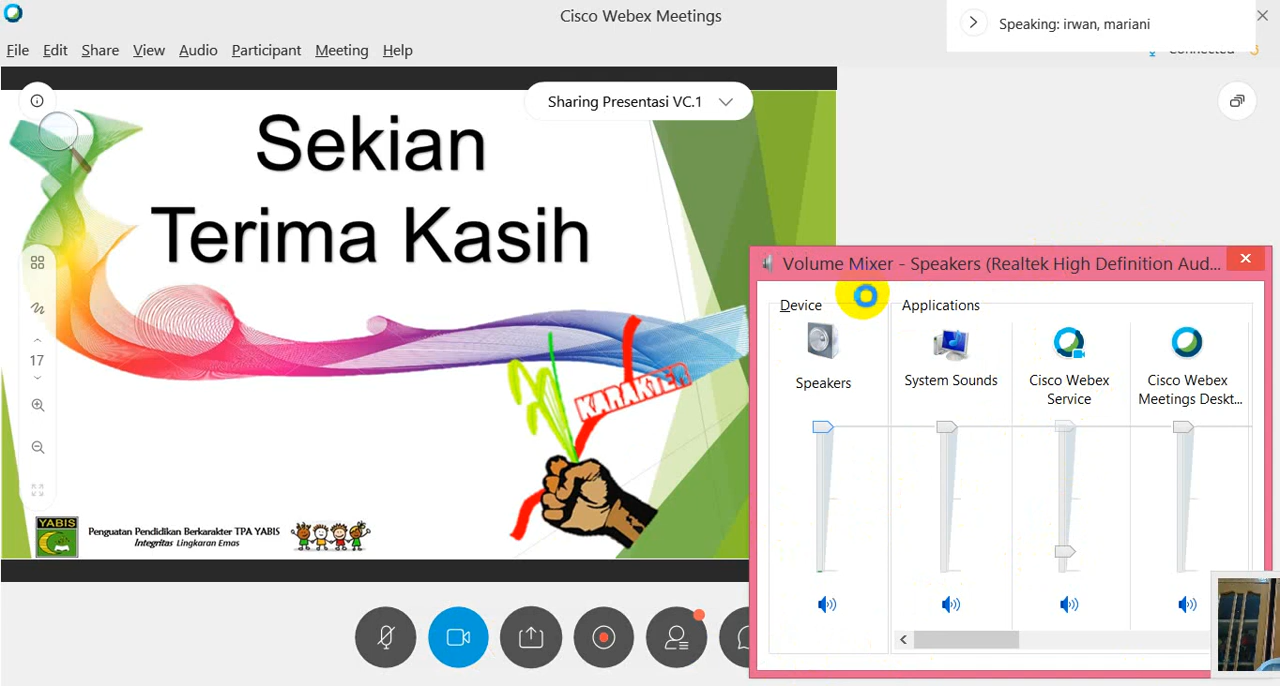 Cisco Webex Meetings
Speaking: irwan, mariani
File Edit Share View Audio Participant Meeting Help
Connected
Sharing Presentasi VC.1
Sekian
Terima Kasih
17
KARAKTER
YABIS
Penguatan Pendidikan Berkarakter TPA YABIS
Integritas Lingkaran Emas
Volume Mixer - Speakers (Realtek High Definition Aud...
Device
Applications
Speakers
System Sounds
Cisco Webex
Service
Cisco Webex
Meetings Deskt...